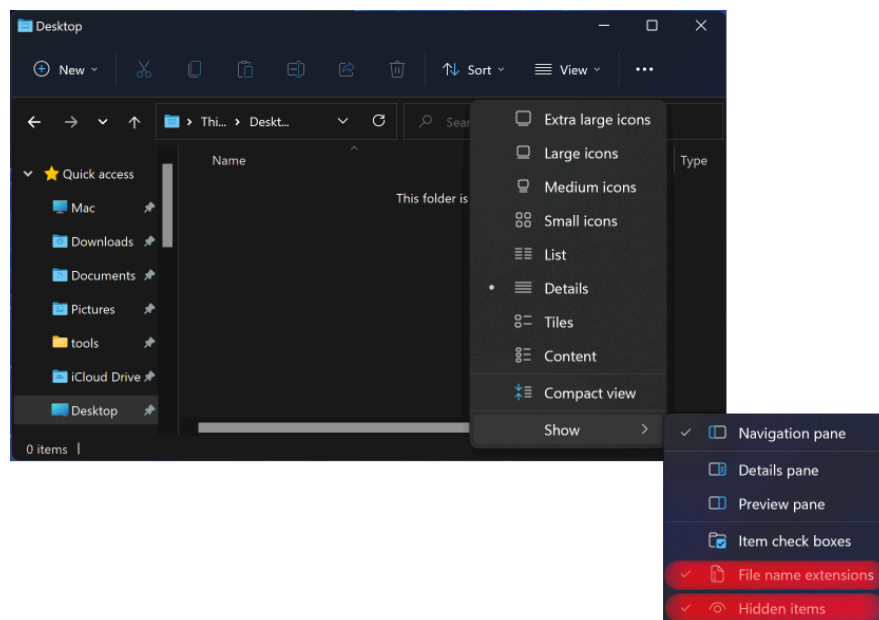 Desktop
New
Sort
View
Thi...
Deskt...
Sear
Name
Type
This folder is
Quick access
Mac
Downloads
Documents
Pictures
tools
iCloud Drive
Desktop
0 items
Extra large icons
Large icons
Medium icons
Small icons
List
Details
Tiles
Content
Compact view
Show
Navigation pane
Details pane
Preview pane
Item check boxes
File name extensions
Hidden items